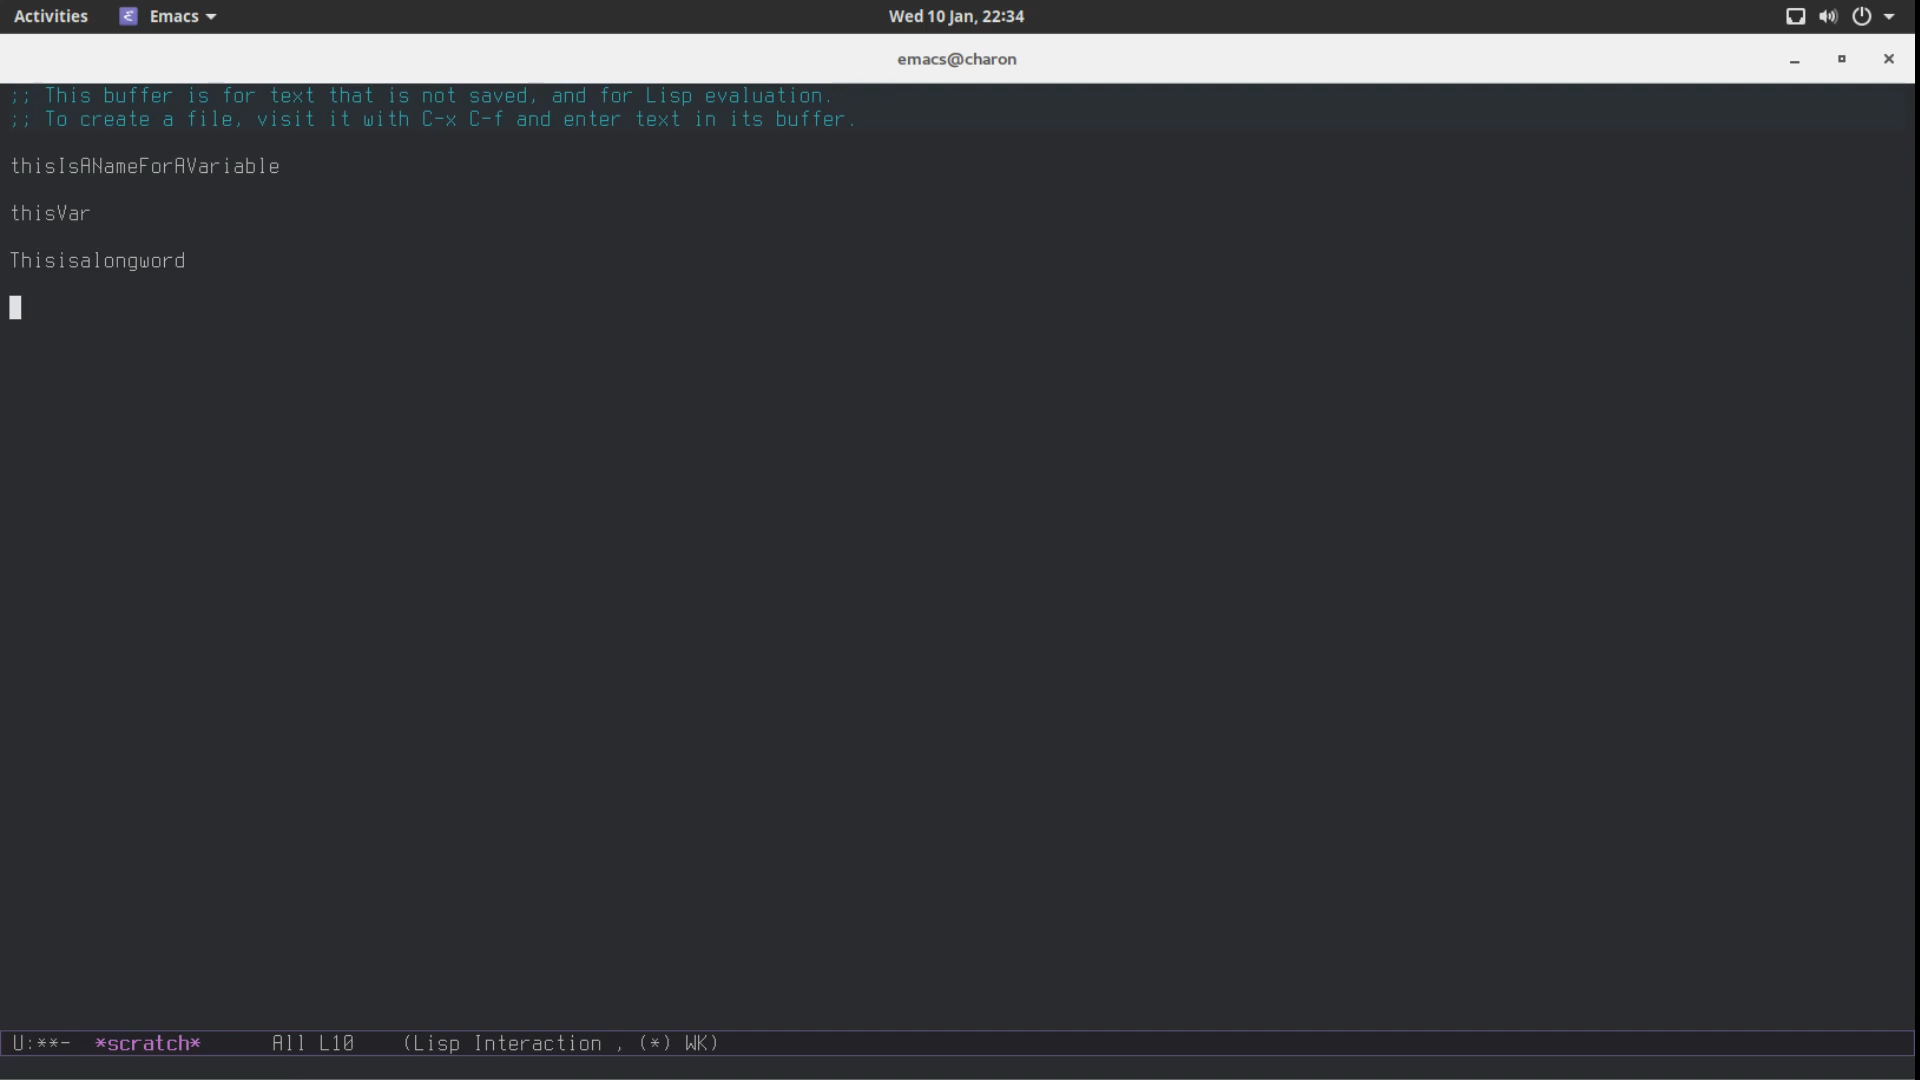 Activities Emacs Wed 10 Jan, 22:34
emacs@charon
;; This buffer is for text that is not saved, and for Lisp evaluation.
;; To create a file, visit it with C-x C-f and enter text in its buffer.
thisIsANameForAVariable
thisVar
Thisisalongword
U:**- *scratch* All L10 (Lisp Interaction , (*) WK)